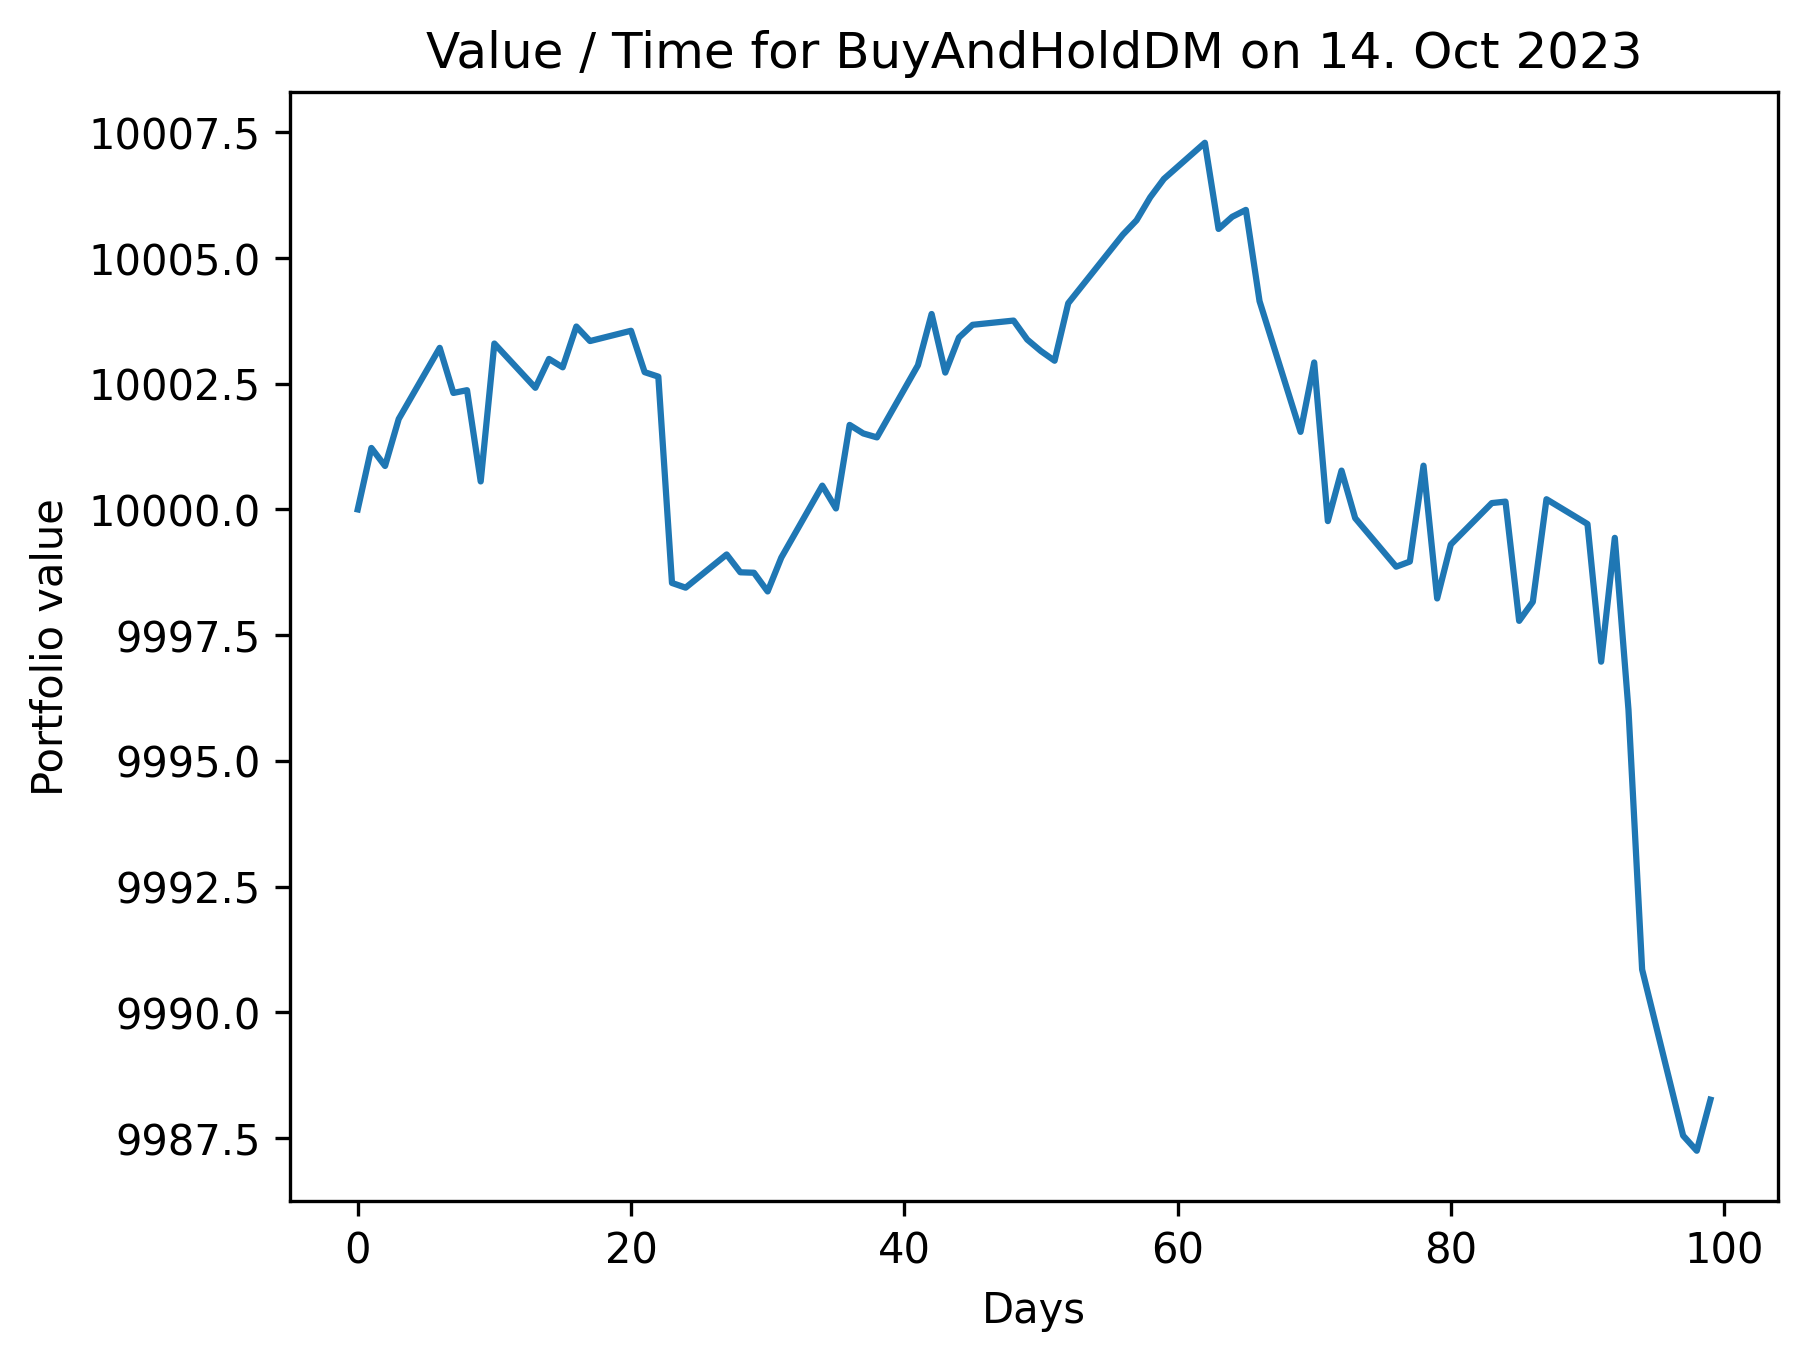 Value / Time for BuyAndHoldDM on 14. Oct 2023
10007.5
10005.0
10002.5
10000.0
9997.5
9995.0
9992.5
9990.0
9987.5
Portfolio value
0 20 40 60 80 100
Days